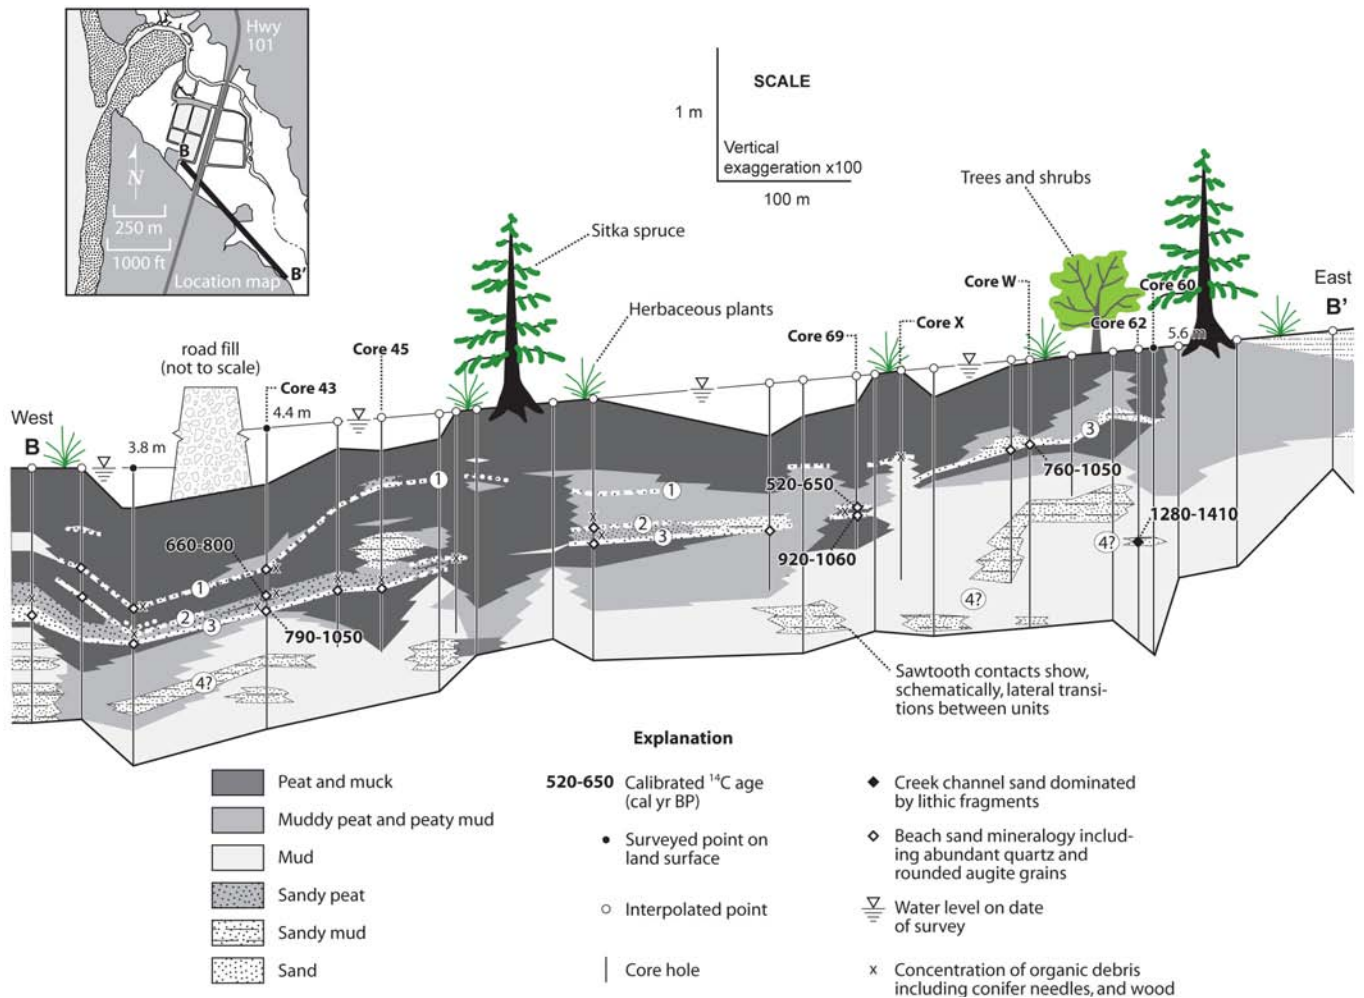 Hwy
101
B
N
250 m
1000 ft
B'
Location map
SCALE
1 m
Vertical
exaggeration x100
100 m
Trees and shrubs
Sitka spruce
Herbaceous plants
Core W
Core 60
East
B'
Core 69
Core X
Core 62
5.6 m
road fill
(not to scale)
Core 45
Core 43
4.4 m
West
B
3.8 m
1
1
3
520-650
760-1050
2
3
1280-1410
4?
660-800
920-1060
1
2
3
790-1050
4?
4?
Sawtooth contacts show,
schematically, lateral transi-
tions between units
Explanation
Peat and muck
Muddy peat and peaty mud
Mud
Sandy peat
Sandy mud
Sand
520-650 Calibrated 14C age
(cal yr BP)
Surveyed point on
land surface
Interpolated point
Core hole
Creek channel sand dominated
by lithic fragments
Beach sand mineralogy includ-
ing abundant quartz and
rounded augite grains
Water level on date
of survey
x Concentration of organic debris
including conifer needles, and wood